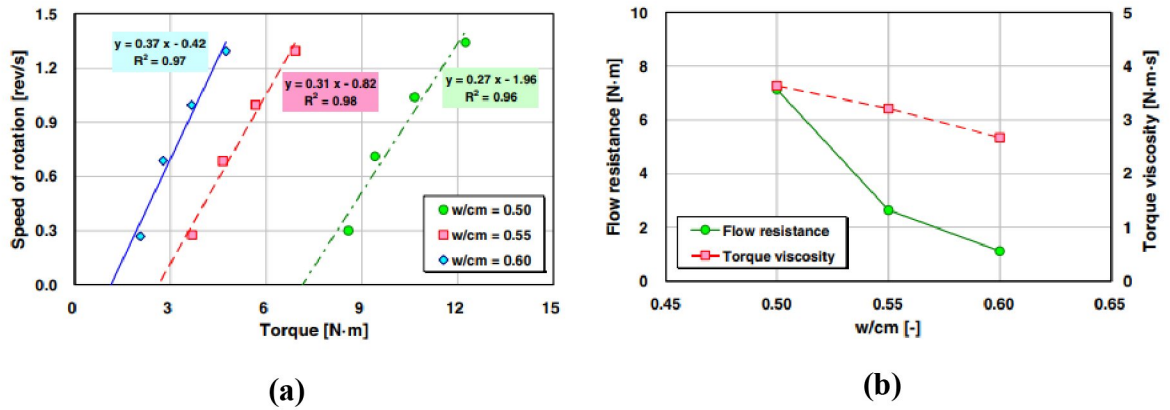 1.5
1.2
0.9
0.6
0.3
0.0
Speed of rotation [rev/s]
y = 0.37 x - 0.42
R² = 0.97
y = 0.31 x - 0.82
R² = 0.98
y = 0.27 x - 1.96
R² = 0.96
w/cm = 0.50
w/cm = 0.55
w/cm = 0.60
0 3 6 9 12 15
Torque [N·m]
(a)
10
8
6
4
2
0
Flow resistance [N·m]
Flow resistance
Torque viscosity
5
4
3
2
1
0
Torque viscosity [N·m·s]
0.45 0.50 0.55 0.60 0.65
w/cm [-]
(b)